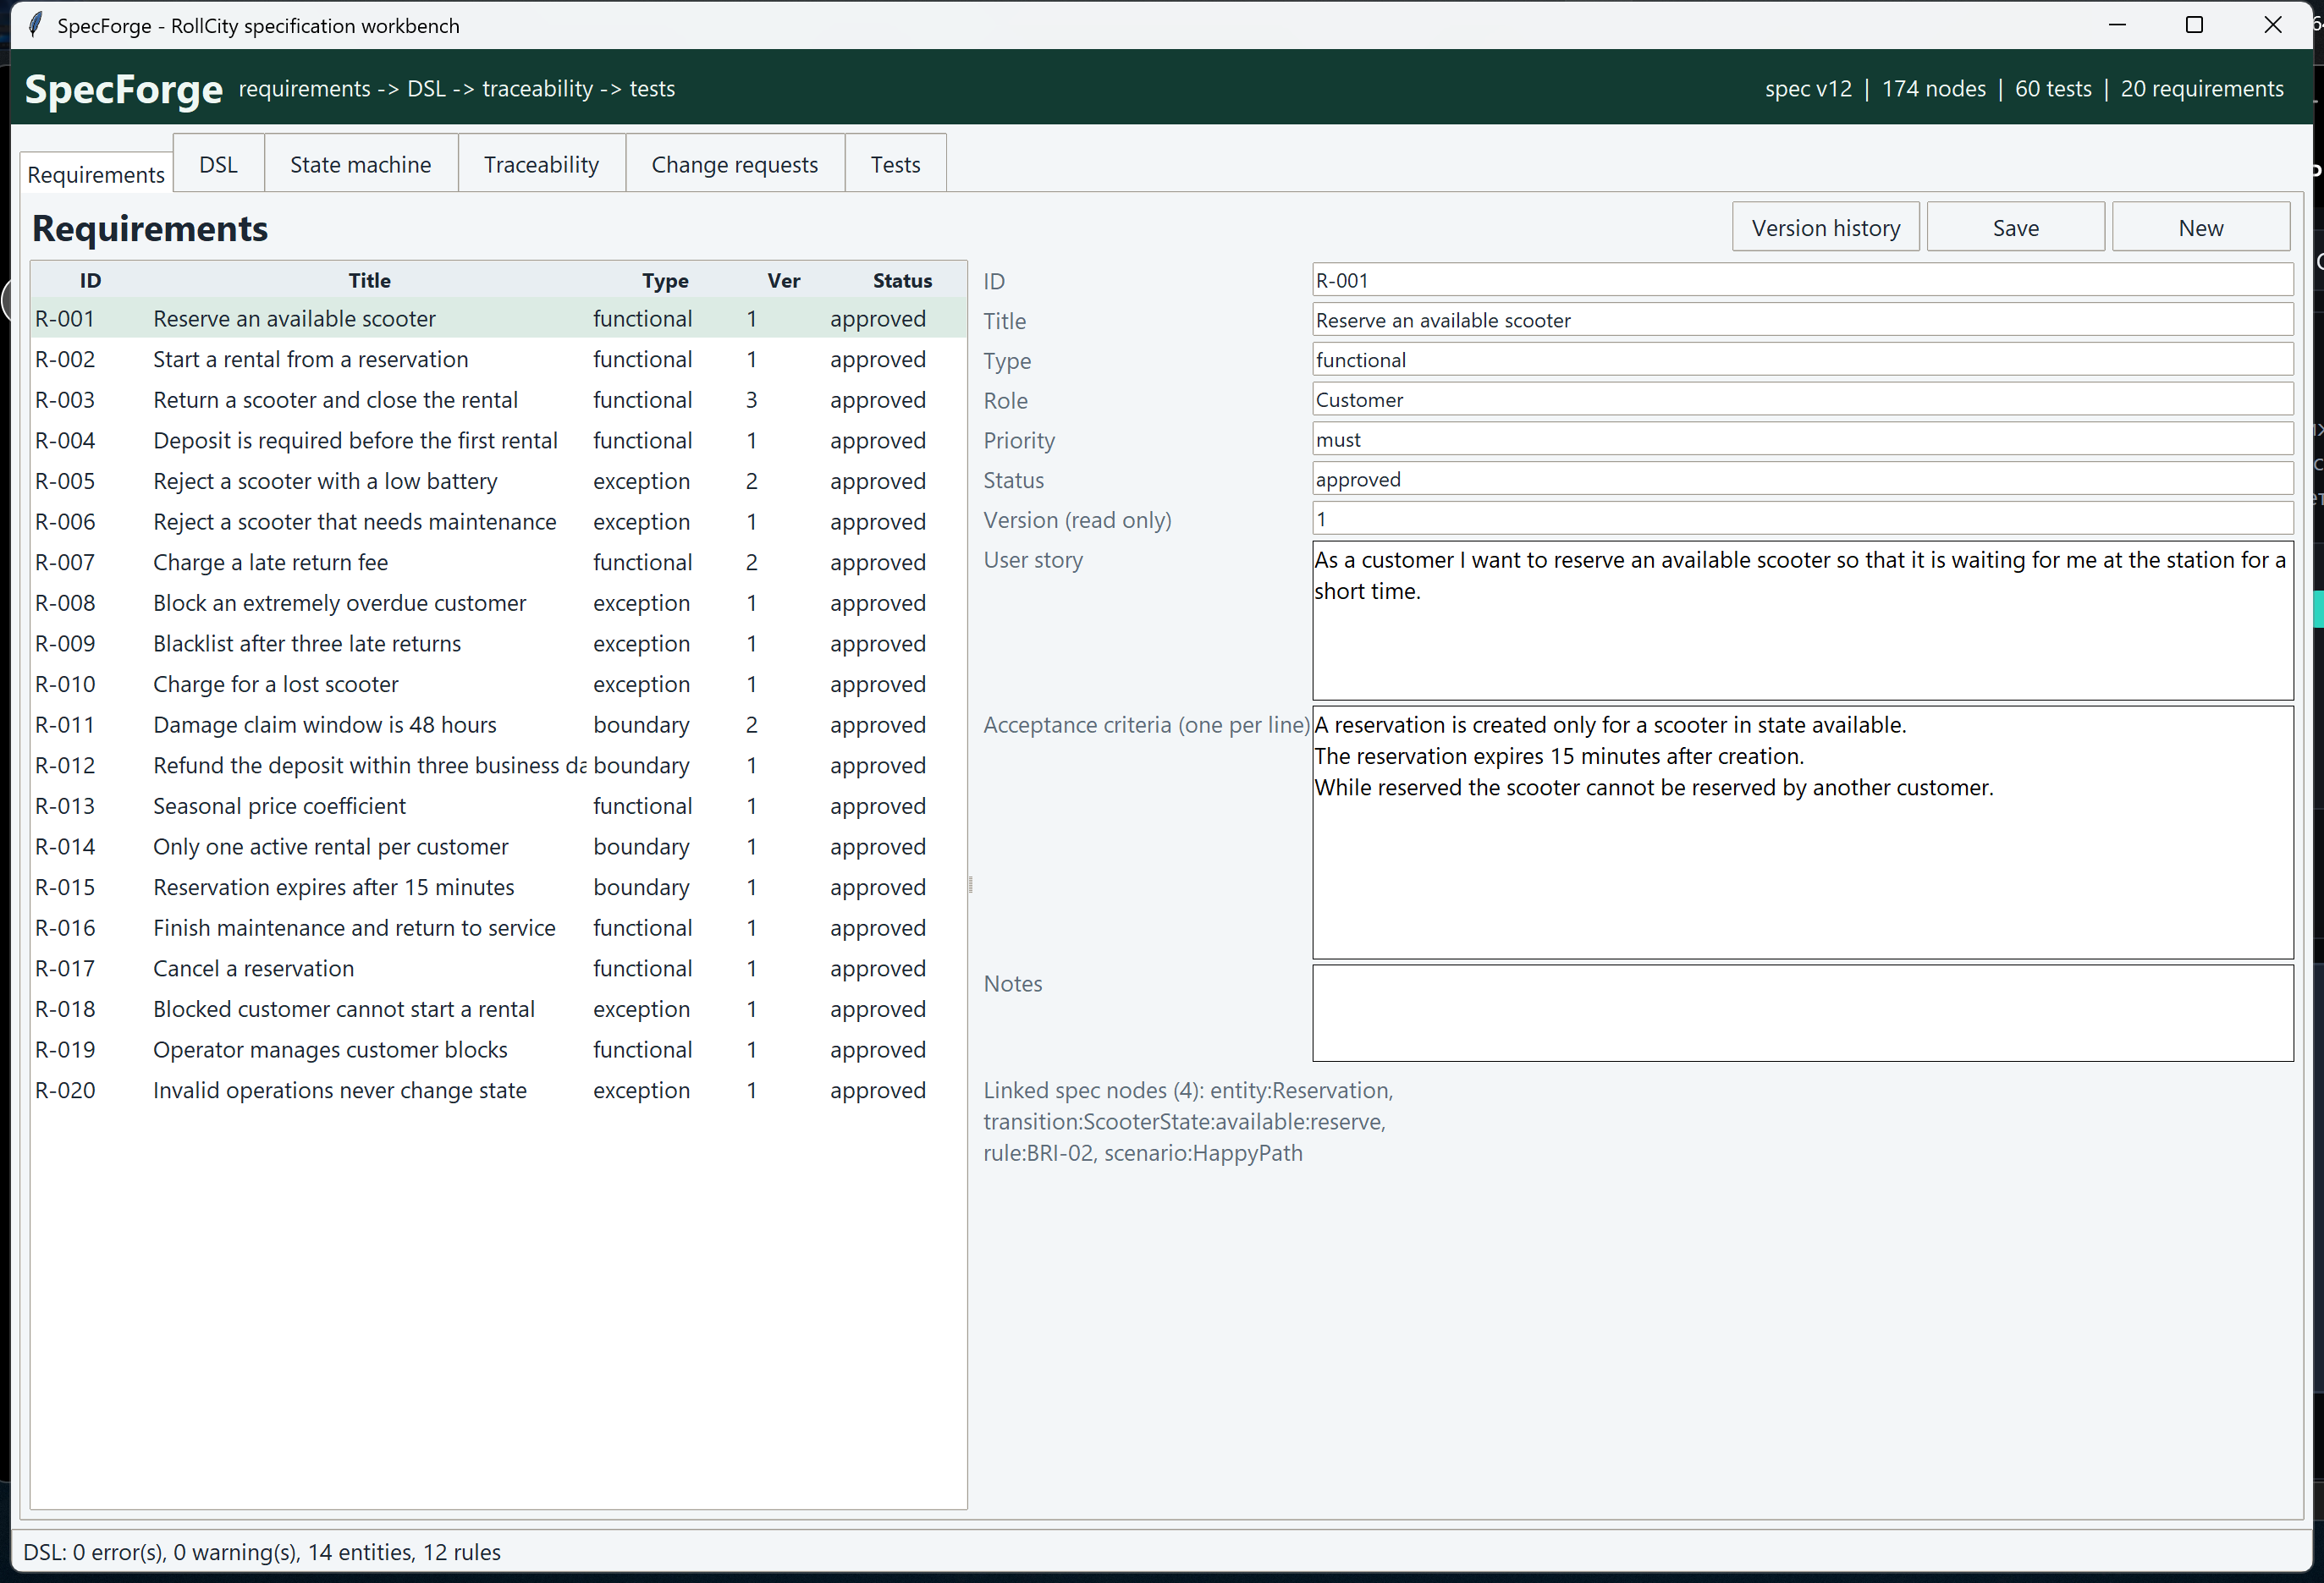 SpecForge - RollCity specification workbench
SpecForge requirements -> DSL -> traceability -> tests
spec v12 | 174 nodes | 60 tests | 20 requirements
Requirements DSL State machine Traceability Change requests Tests
Requirements
Version history Save New
ID Title Type Ver Status
R-001 Reserve an available scooter functional 1 approved
R-002 Start a rental from a reservation functional 1 approved
R-003 Return a scooter and close the rental functional 3 approved
R-004 Deposit is required before the first rental functional 1 approved
R-005 Reject a scooter with a low battery exception 2 approved
R-006 Reject a scooter that needs maintenance exception 1 approved
R-007 Charge a late return fee functional 2 approved
R-008 Block an extremely overdue customer exception 1 approved
R-009 Blacklist after three late returns exception 1 approved
R-010 Charge for a lost scooter exception 1 approved
R-011 Damage claim window is 48 hours boundary 2 approved
R-012 Refund the deposit within three business da boundary 1 approved
R-013 Seasonal price coefficient functional 1 approved
R-014 Only one active rental per customer boundary 1 approved
R-015 Reservation expires after 15 minutes boundary 1 approved
R-016 Finish maintenance and return to service functional 1 approved
R-017 Cancel a reservation functional 1 approved
R-018 Blocked customer cannot start a rental exception 1 approved
R-019 Operator manages customer blocks functional 1 approved
R-020 Invalid operations never change state exception 1 approved
ID R-001
Title Reserve an available scooter
Type functional
Role Customer
Priority must
Status approved
Version (read only) 1
User story As a customer I want to reserve an available scooter so that it is waiting for me at the station for a
short time.
Acceptance criteria (one per line) A reservation is created only for a scooter in state available.
The reservation expires 15 minutes after creation.
While reserved the scooter cannot be reserved by another customer.
Notes
Linked spec nodes (4): entity:Reservation,
transition:ScooterState:available:reserve,
rule:BRI-02, scenario:HappyPath
DSL: 0 error(s), 0 warning(s), 14 entities, 12 rules